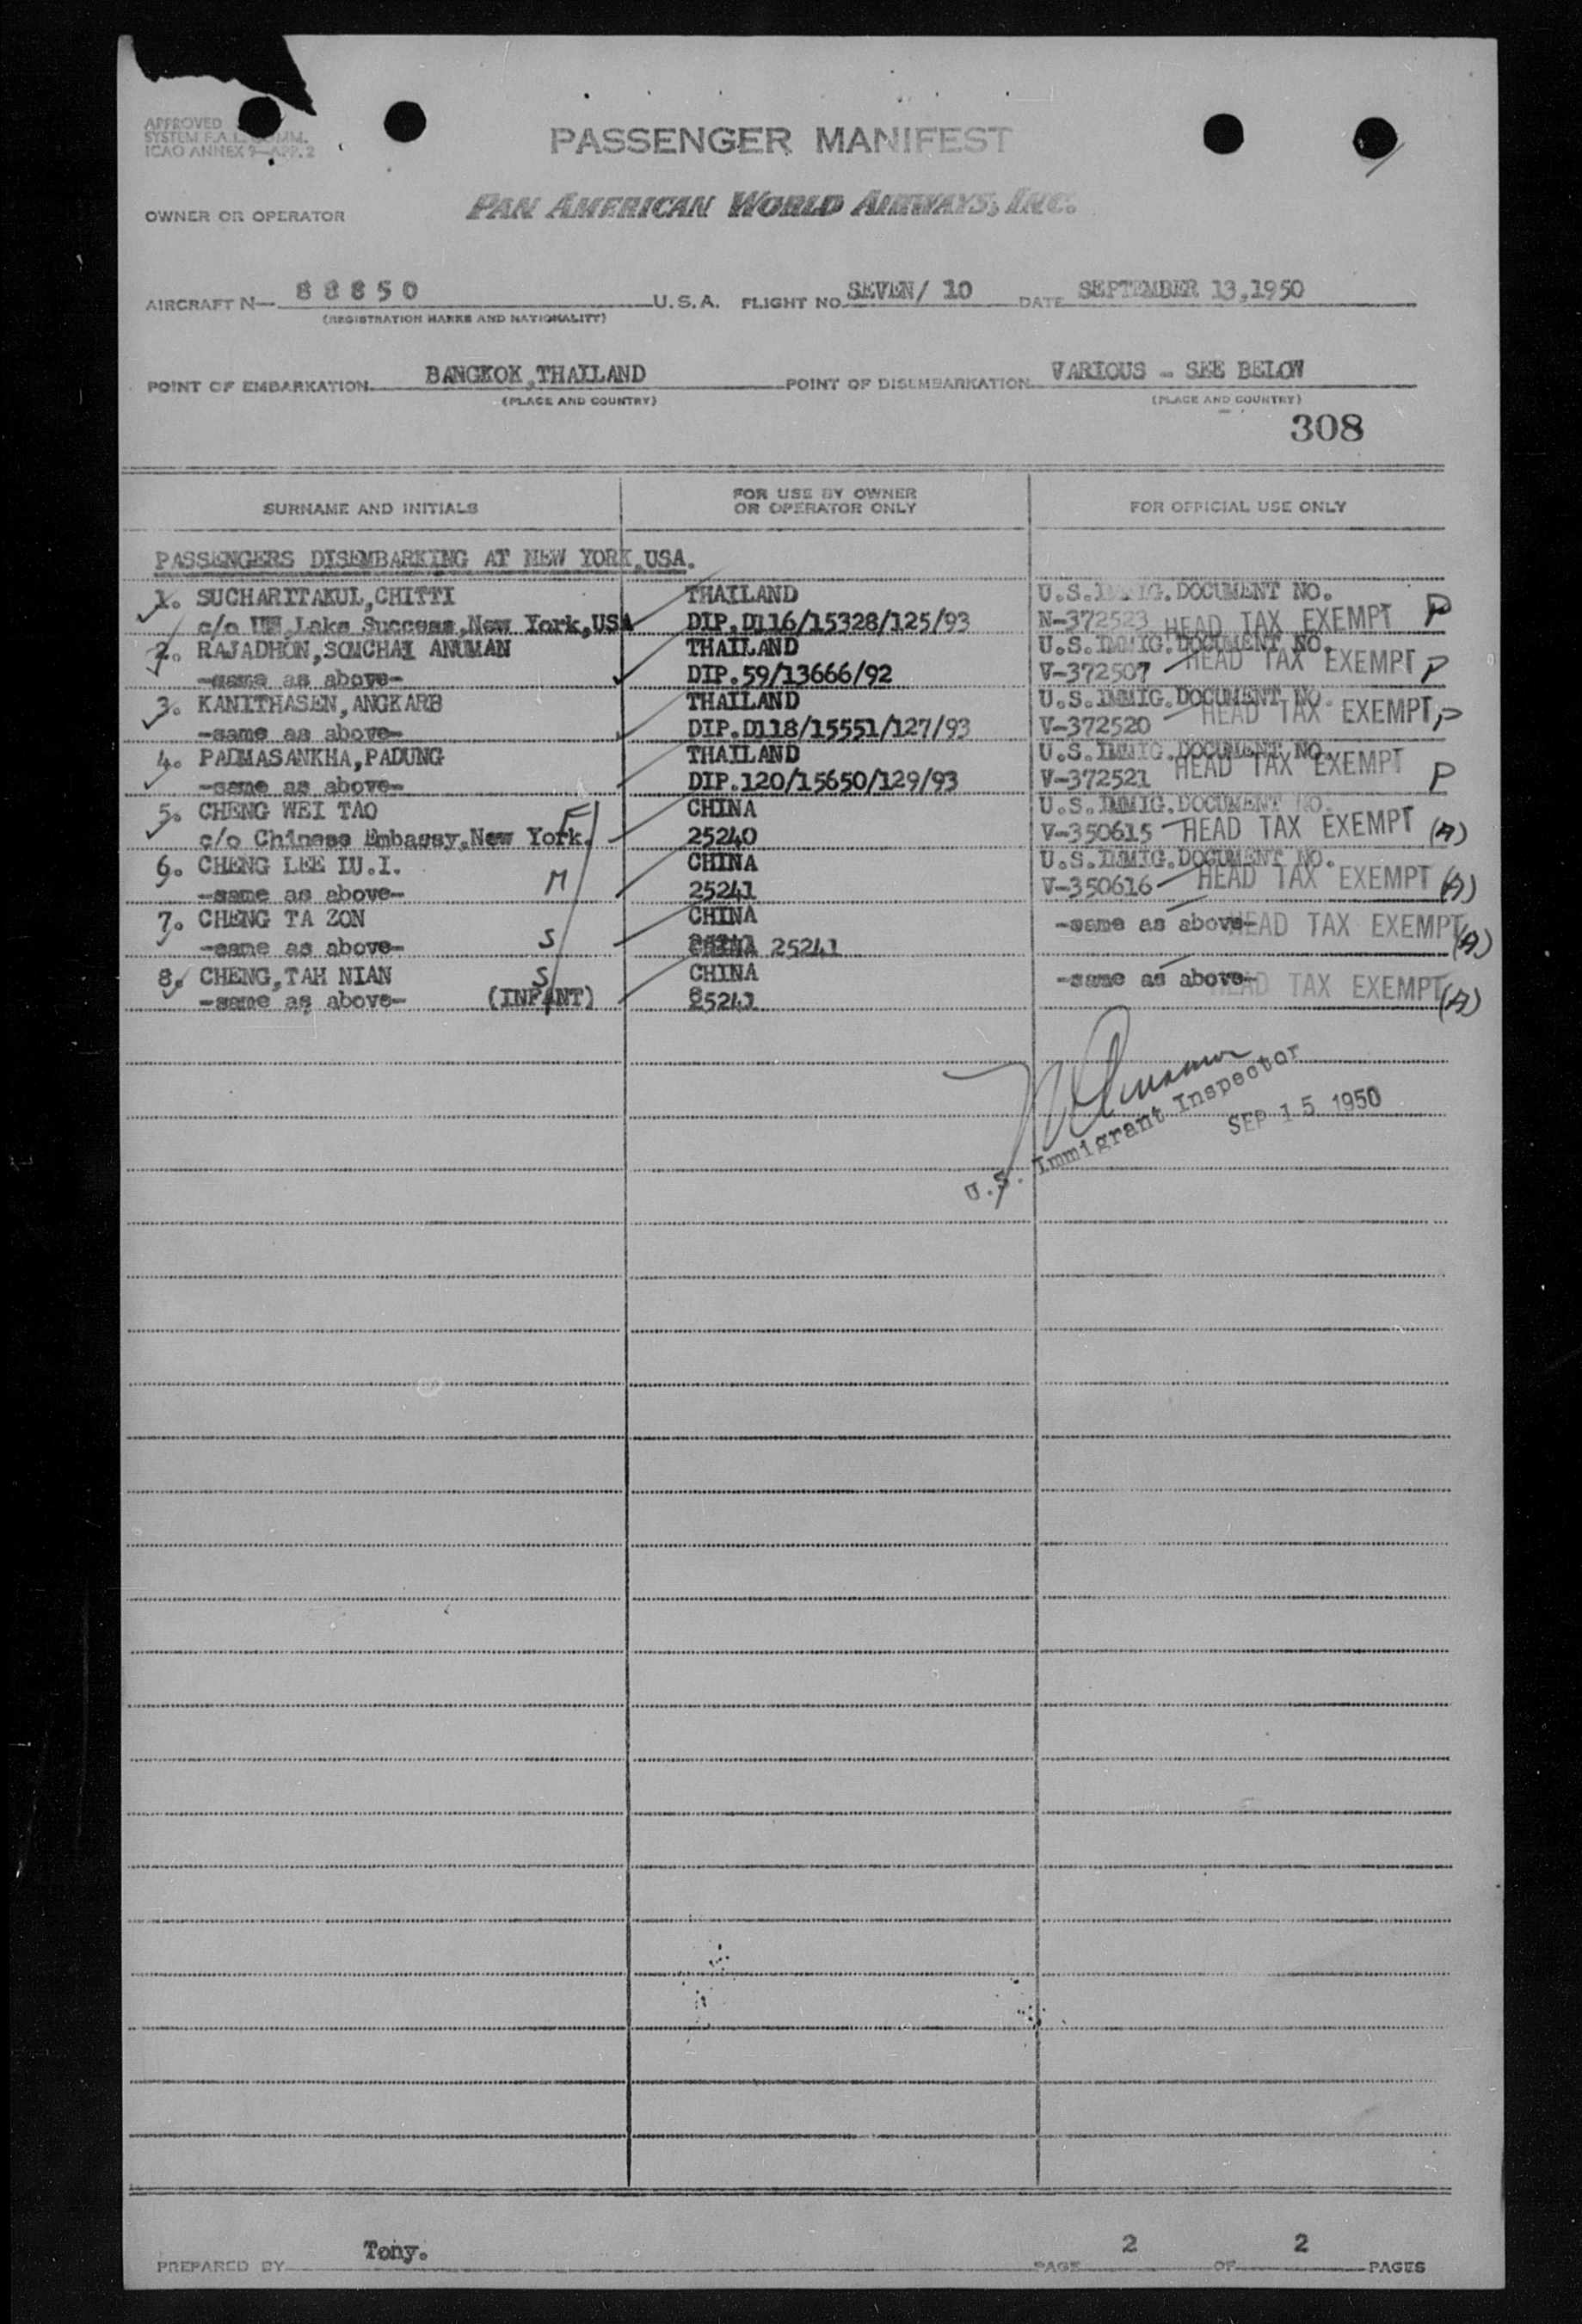 APPROVED
SYSTEM F.A.L. COMM.
ICAO ANNEX 9—APP. 2
PASSENGER MANIFEST
OWNER OR OPERATOR PAN AMERICAN WORLD AIRWAYS, INC.
AIRCRAFT N— 88850 U.S.A. FLIGHT NO. SEVEN/ 10 DATE SEPTEMBER 13,1950
(REGISTRATION MARKS AND NATIONALITY)
POINT OF EMBARKATION BANGKOK,THAILAND POINT OF DISEMBARKATION VARIOUS - SEE BELOW
(PLACE AND COUNTRY) (PLACE AND COUNTRY)
308
SURNAME AND INITIALS FOR USE BY OWNER OR OPERATOR ONLY FOR OFFICIAL USE ONLY
PASSENGERS DISEMBARKING AT NEW YORK,USA.
1. SUCHARITAKUL,CHITTI THAILAND U.S.IMMIG.DOCUMENT NO.
c/o UN,Lake Success,New York,USA DIP.D116/15328/125/93 N-372523 HEAD TAX EXEMPT P
2. RAJADHON,SOMCHAI ANUMAN THAILAND U.S.IMMIG.DOCUMENT NO.
-same as above- DIP.59/13666/92 V-372507 HEAD TAX EXEMPT P
3. KANITHASEN,ANGKARB THAILAND U.S.IMMIG.DOCUMENT NO.
-same as above- DIP.D118/15551/127/93 V-372520 HEAD TAX EXEMPT P
4. PADMASANKHA,PADUNG THAILAND U.S.IMMIG.DOCUMENT NO.
-same as above- DIP.120/15650/129/93 V-372521 HEAD TAX EXEMPT P
5. CHENG WEI TAO F CHINA U.S.IMMIG.DOCUMENT NO.
c/o Chinese Embassy,New York. 25240 V-350615 HEAD TAX EXEMPT (A)
6. CHENG LEE IU.I. M CHINA U.S.IMMIG.DOCUMENT NO.
-same as above- 25241 V-350616 HEAD TAX EXEMPT (A)
7. CHENG TA ZON S CHINA -same as above- HEAD TAX EXEMPT (A)
-same as above- 25241
8. CHENG,TAH NIAN S CHINA -same as above- HEAD TAX EXEMPT (A)
-same as above- (INFANT) 25241
U.S. Immigrant Inspector
SEP 15 1950
PREPARED BY Tony. PAGE 2 OF 2 PAGES